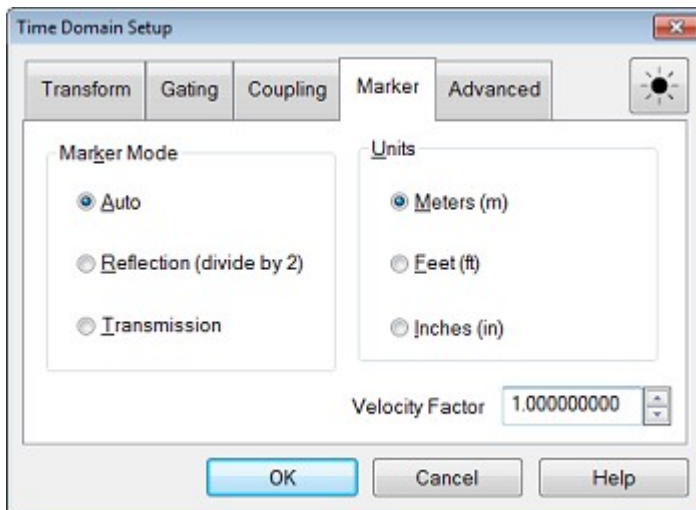 Time Domain Setup
Transform Gating Coupling Marker Advanced
Marker Mode
Auto
Reflection (divide by 2)
Transmission
Units
Meters (m)
Feet (ft)
Inches (in)
Velocity Factor 1.000000000
OK Cancel Help